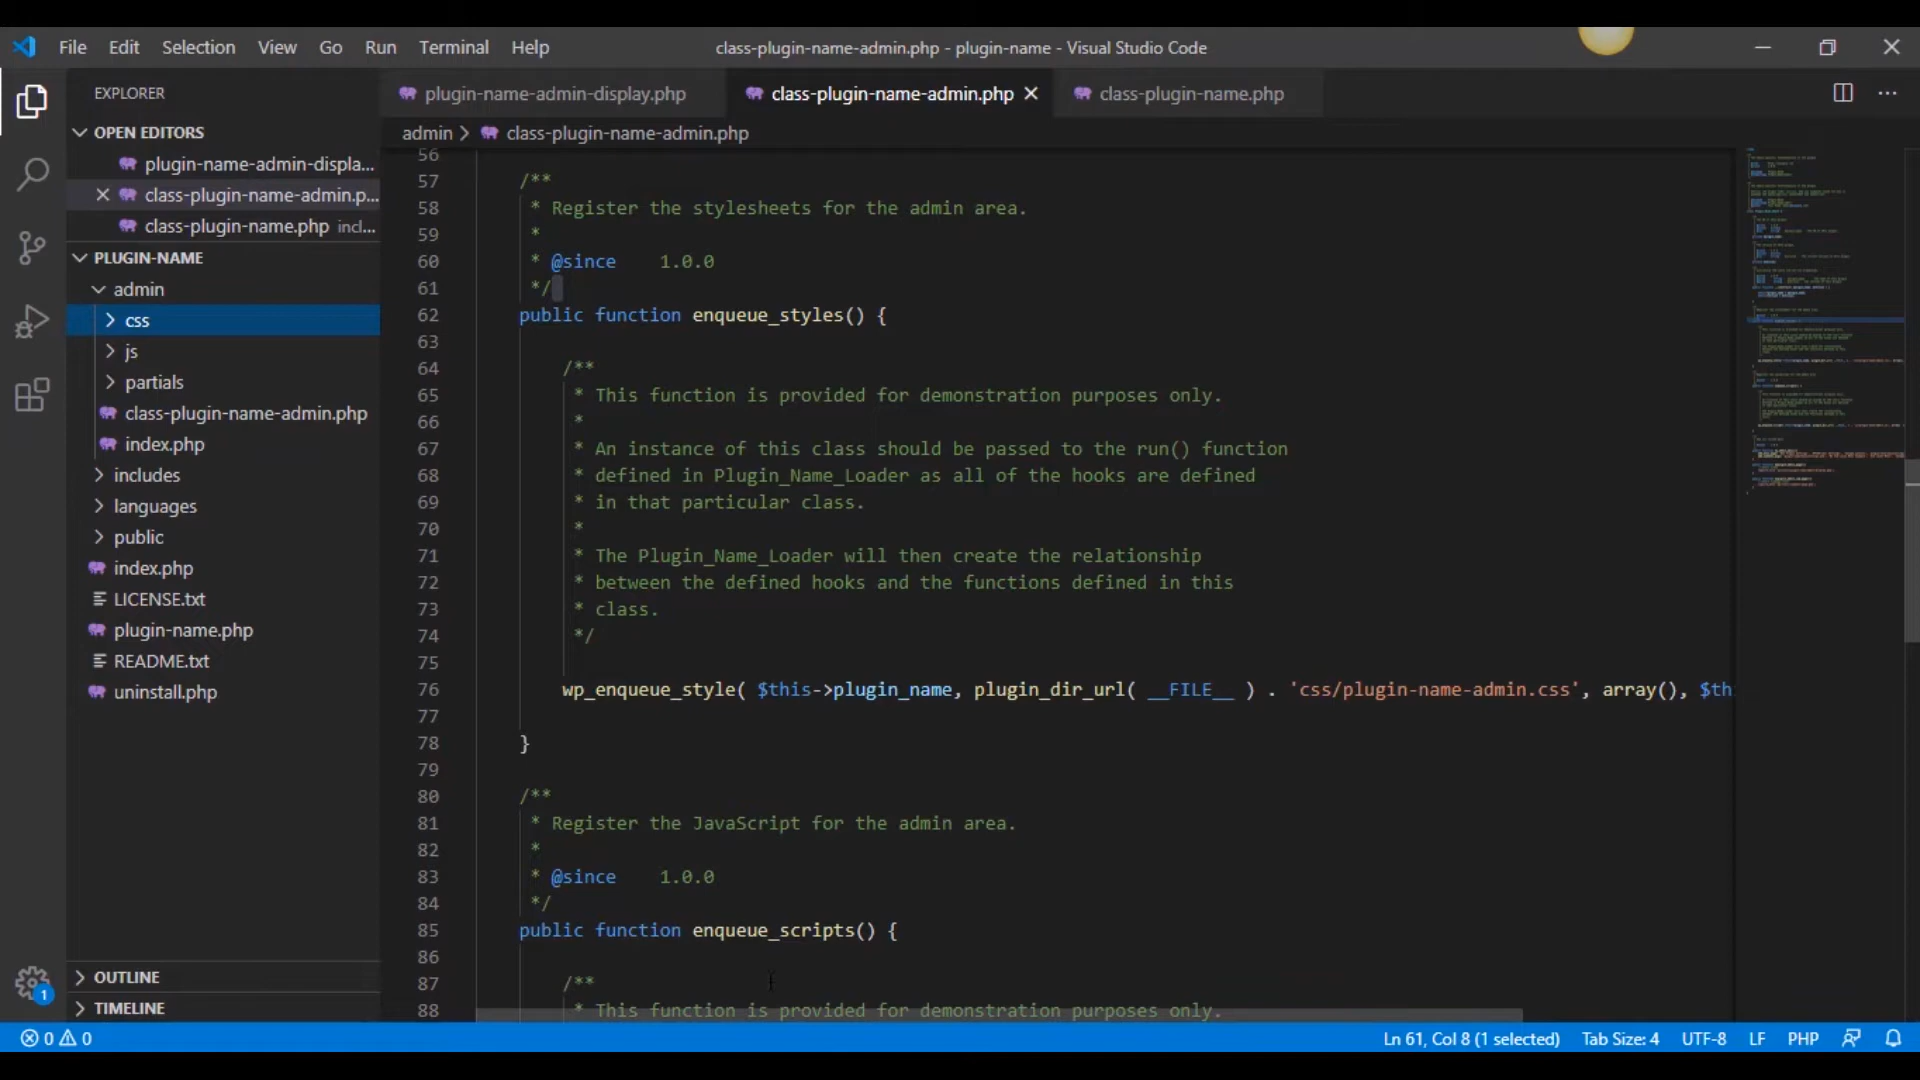 File Edit Selection View Go Run Terminal Help
class-plugin-name-admin.php - plugin-name - Visual Studio Code
EXPLORER
OPEN EDITORS
plugin-name-admin-displa...
class-plugin-name-admin.p...
class-plugin-name.php incl...
PLUGIN-NAME
admin
css
js
partials
class-plugin-name-admin.php
index.php
includes
languages
public
index.php
LICENSE.txt
plugin-name.php
README.txt
uninstall.php
OUTLINE
TIMELINE
1
plugin-name-admin-display.php class-plugin-name-admin.php class-plugin-name.php
admin > class-plugin-name-admin.php
56
57 /**
58 * Register the stylesheets for the admin area.
59 *
60 * @since 1.0.0
61 */
62 public function enqueue_styles() {
63
64 /**
65 * This function is provided for demonstration purposes only.
66 *
67 * An instance of this class should be passed to the run() function
68 * defined in Plugin_Name_Loader as all of the hooks are defined
69 * in that particular class.
70 *
71 * The Plugin_Name_Loader will then create the relationship
72 * between the defined hooks and the functions defined in this
73 * class.
74 */
75
76 wp_enqueue_style( $this->plugin_name, plugin_dir_url( __FILE__ ) . 'css/plugin-name-admin.css', array(), $th
77
78 }
79
80 /**
81 * Register the JavaScript for the admin area.
82 *
83 * @since 1.0.0
84 */
85 public function enqueue_scripts() {
86
87 /**
88 * This function is provided for demonstration purposes only.
0 0 Ln 61, Col 8 (1 selected) Tab Size: 4 UTF-8 LF PHP